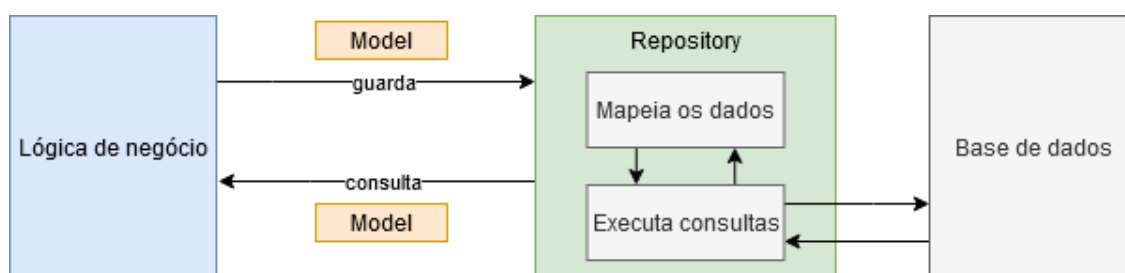 Model
Repository
guarda
Mapeia os dados
Lógica de negócio
Base de dados
consulta
Model
Executa consultas